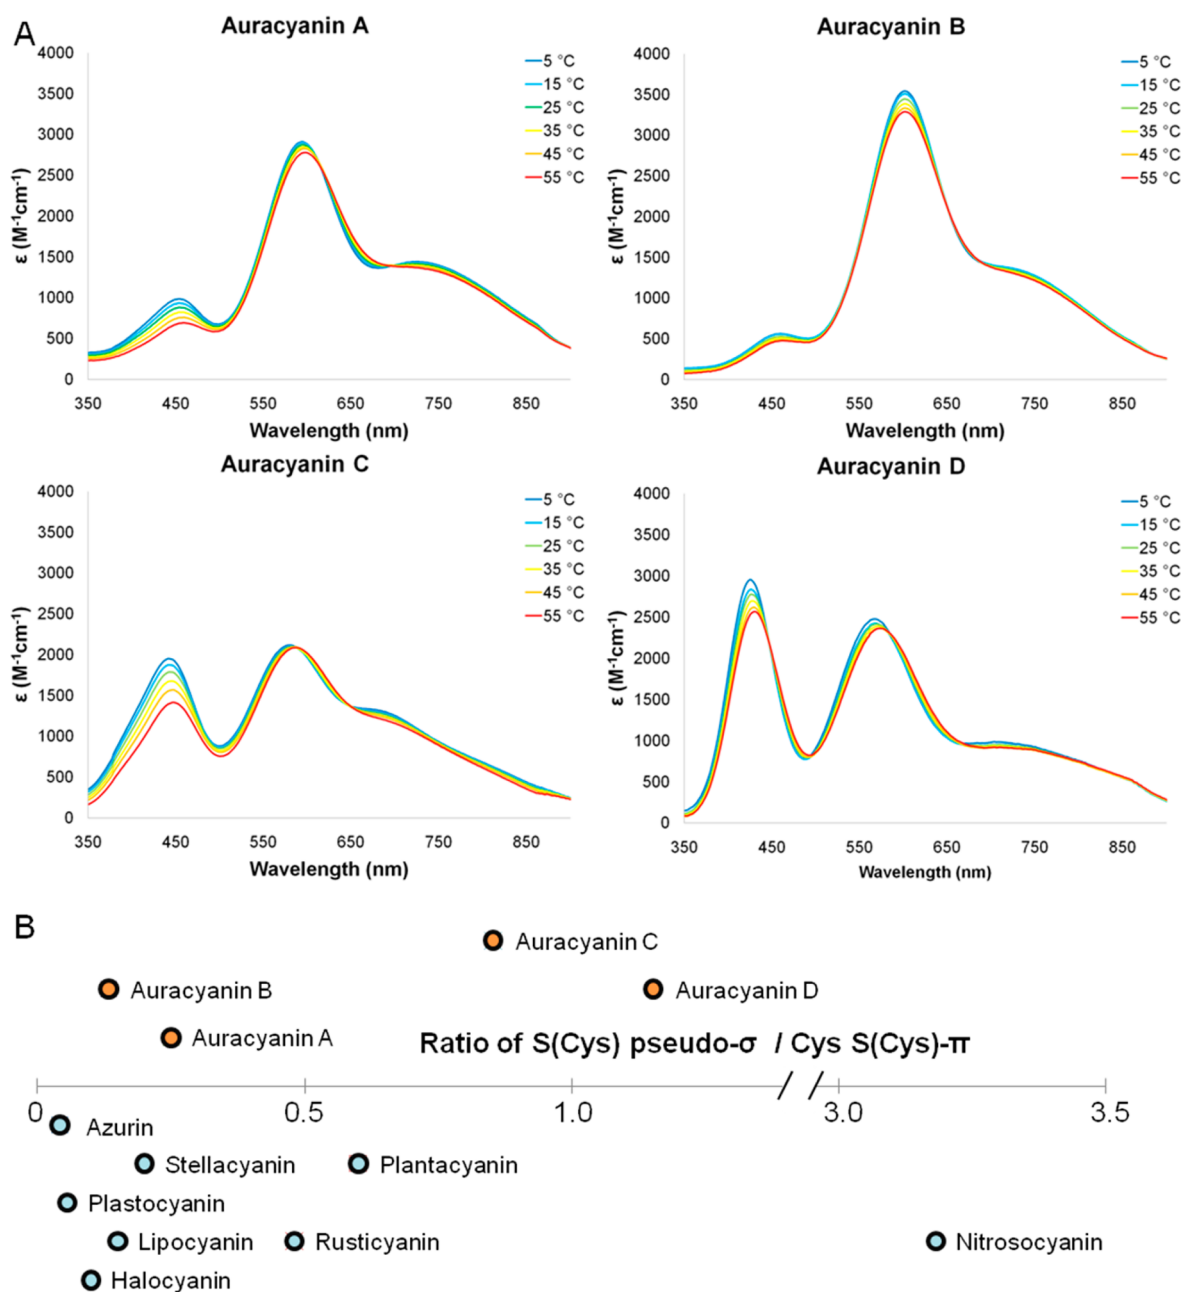 A
Auracyanin A
4000
3500
3000
2500
2000
1500
1000
500
0
ε (M-1cm-1)
350 450 550 650 750 850
Wavelength (nm)
5 °C
15 °C
25 °C
35 °C
45 °C
55 °C
Auracyanin B
4000
3500
3000
2500
2000
1500
1000
500
0
ε (M-1cm-1)
350 450 550 650 750 850
Wavelength (nm)
5 °C
15 °C
25 °C
35 °C
45 °C
55 °C
Auracyanin C
4000
3500
3000
2500
2000
1500
1000
500
0
ε (M-1cm-1)
350 450 550 650 750 850
Wavelength (nm)
5 °C
15 °C
25 °C
35 °C
45 °C
55 °C
Auracyanin D
4000
3500
3000
2500
2000
1500
1000
500
0
ε (M-1cm-1)
350 450 550 650 750 850
Wavelength (nm)
5 °C
15 °C
25 °C
35 °C
45 °C
55 °C
B
Auracyanin C
Auracyanin B
Auracyanin D
Auracyanin A
Ratio of S(Cys) pseudo-σ / Cys S(Cys)-π
0 0.5 1.0 3.0 3.5
Azurin
Stellacyanin
Plantacyanin
Plastocyanin
Lipocyanin
Rusticyanin
Nitrosocyanin
Halocyanin